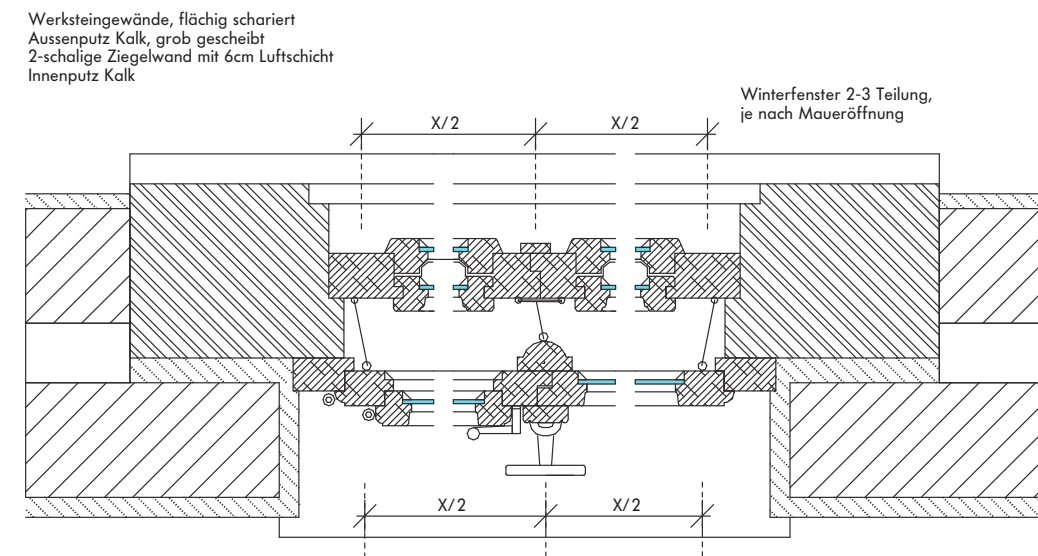 Werksteingewände, flächig schariert
Aussenputz Kalk, grob gescheibt
2-schalige Ziegelwand mit 6cm Luftschicht
Innenputz Kalk
Winterfenster 2-3 Teilung,
je nach Maueröffnung
X/2 X/2
X/2 X/2